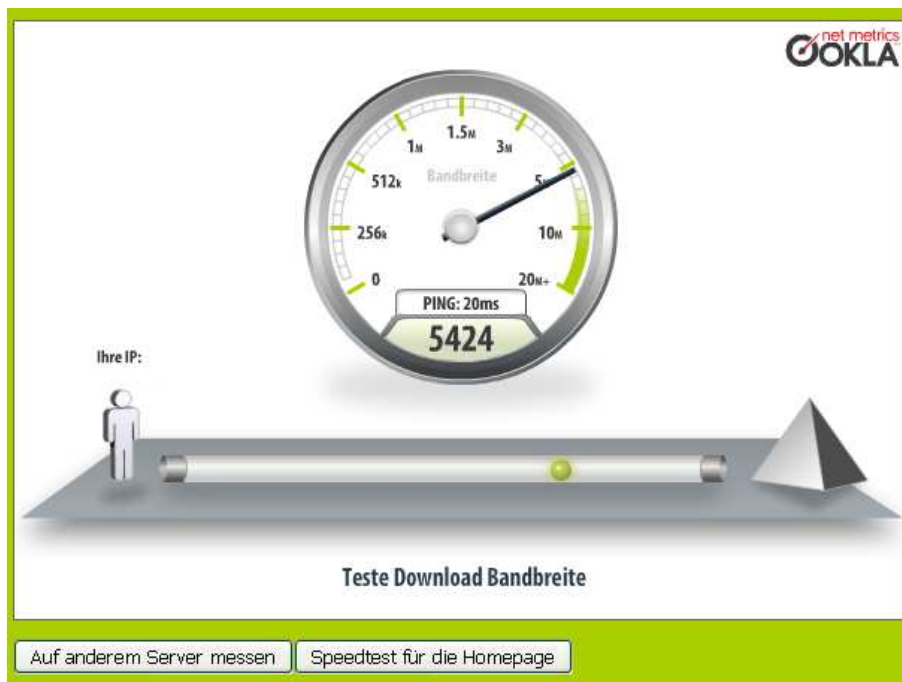 net metrics
OOKLA
1.5M
1M
3M
512k
Bandbreite
256k
10M
0
20M+
PING: 20ms
5424
Ihre IP:
Teste Download Bandbreite
Auf anderem Server messen
Speedtest für die Homepage